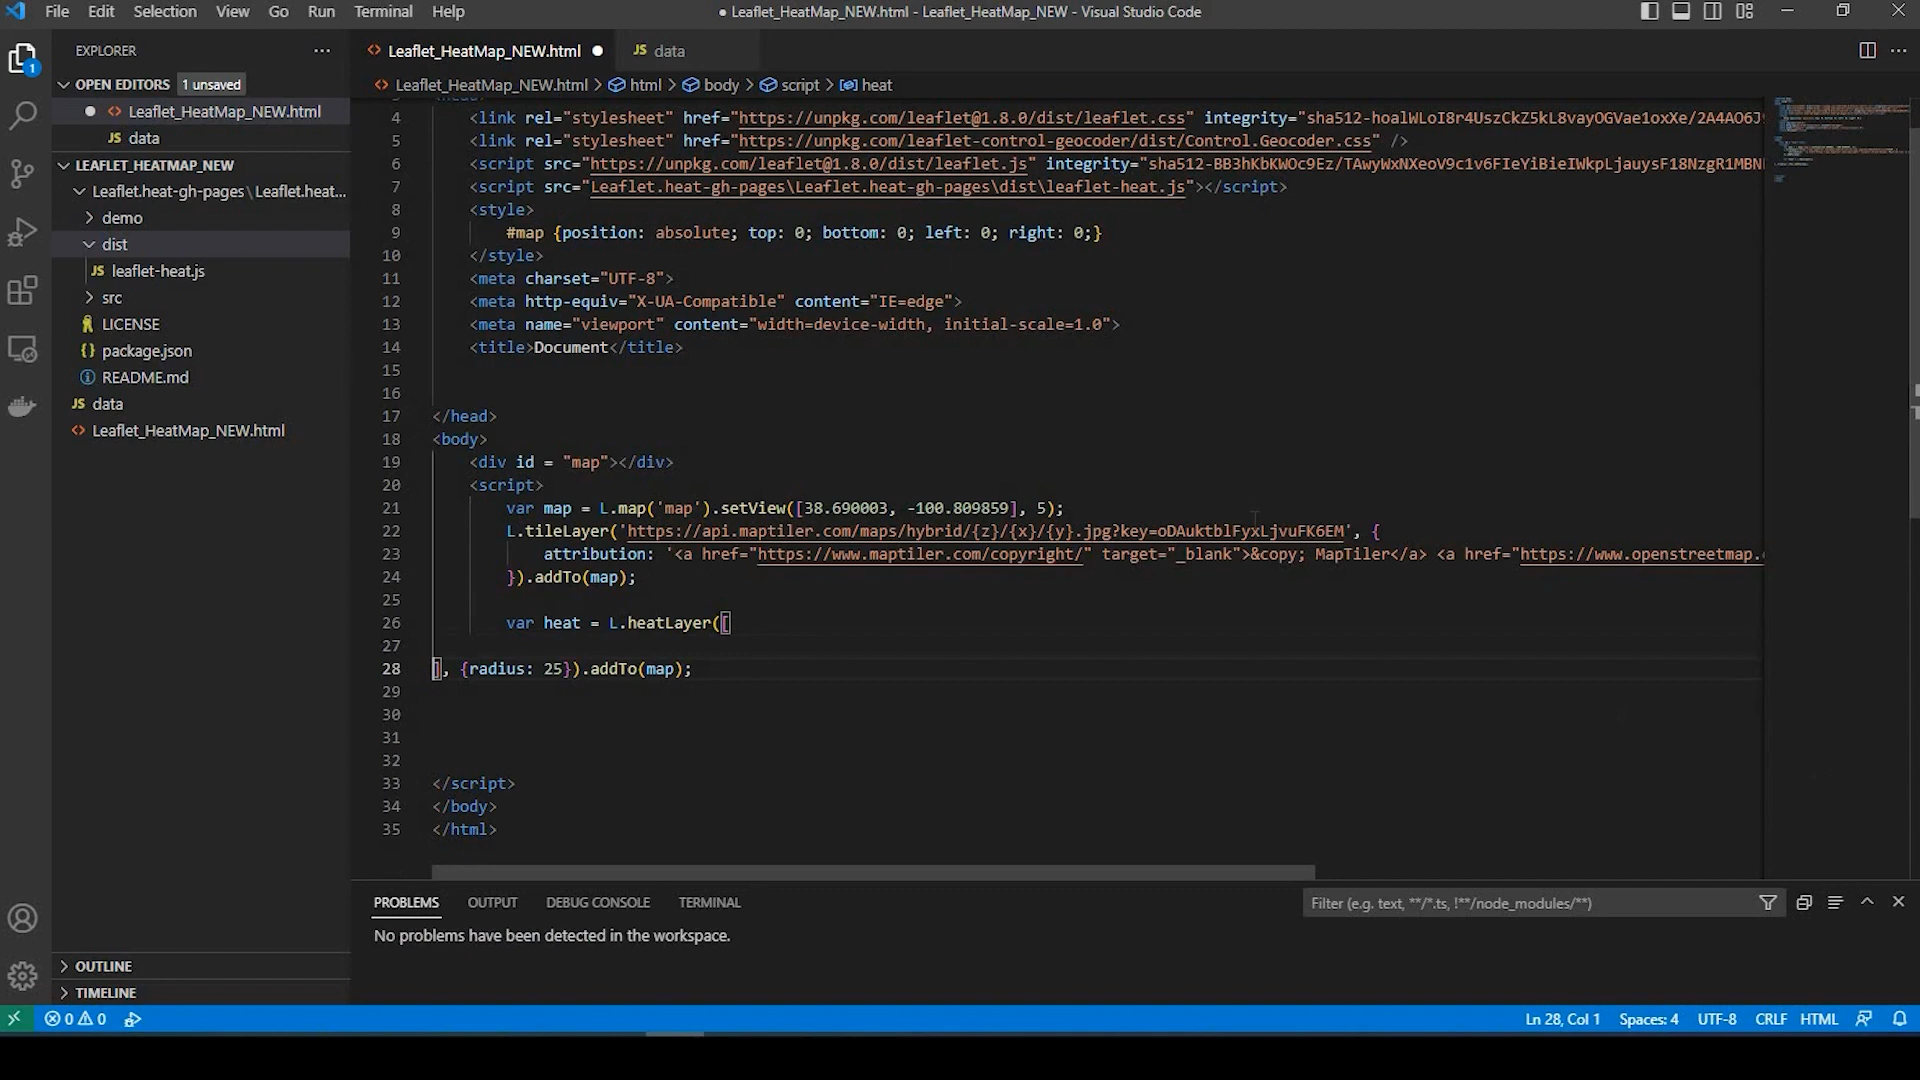 File Edit Selection View Go Run Terminal Help
● Leaflet_HeatMap_NEW.html - Leaflet_HeatMap_NEW - Visual Studio Code
EXPLORER
OPEN EDITORS 1 unsaved
Leaflet_HeatMap_NEW.html
JS data
LEAFLET_HEATMAP_NEW
Leaflet.heat-gh-pages\Leaflet.heat...
demo
dist
JS leaflet-heat.js
src
LICENSE
{} package.json
README.md
JS data
<> Leaflet_HeatMap_NEW.html
OUTLINE
TIMELINE
<> Leaflet_HeatMap_NEW.html ● JS data
<> Leaflet_HeatMap_NEW.html > html > body > script > heat
4 <link rel="stylesheet" href="https://unpkg.com/leaflet@1.8.0/dist/leaflet.css" integrity="sha512-hoalWLoI8r4UszCkZ5kL8vayOGVae1oxXe/2A4AO6J
5 <link rel="stylesheet" href="https://unpkg.com/leaflet-control-geocoder/dist/Control.Geocoder.css" />
6 <script src="https://unpkg.com/leaflet@1.8.0/dist/leaflet.js" integrity="sha512-BB3hKbKWOc9Ez/TAwyWxNXeoV9c1v6FIeYiBieIWkpLjauysF18NzgR1MBN
7 <script src="Leaflet.heat-gh-pages\Leaflet.heat-gh-pages\dist\leaflet-heat.js"></script>
8 <style>
9 #map {position: absolute; top: 0; bottom: 0; left: 0; right: 0;}
10 </style>
11 <meta charset="UTF-8">
12 <meta http-equiv="X-UA-Compatible" content="IE=edge">
13 <meta name="viewport" content="width=device-width, initial-scale=1.0">
14 <title>Document</title>
15
16
17 </head>
18 <body>
19 <div id = "map"></div>
20 <script>
21 var map = L.map('map').setView([38.690003, -100.809859], 5);
22 L.tileLayer('https://api.maptiler.com/maps/hybrid/{z}/{x}/{y}.jpg?key=oDAuktblFyxLjvuFK6EM', {
23 attribution: '<a href="https://www.maptiler.com/copyright/" target="_blank">&copy; MapTiler</a> <a href="https://www.openstreetmap.
24 }).addTo(map);
25
26 var heat = L.heatLayer([
27
28 ], {radius: 25}).addTo(map);
29
30
31
32
33 </script>
34 </body>
35 </html>
PROBLEMS OUTPUT DEBUG CONSOLE TERMINAL
Filter (e.g. text, **/*.ts, !**/node_modules/**)
No problems have been detected in the workspace.
0 0
Ln 28, Col 1 Spaces: 4 UTF-8 CRLF HTML